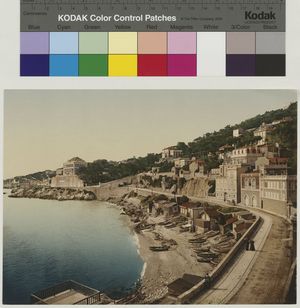 KODAK Color Control Patches
Kodak
Blue Cyan Green Yellow Red Magenta White 3/Color Black